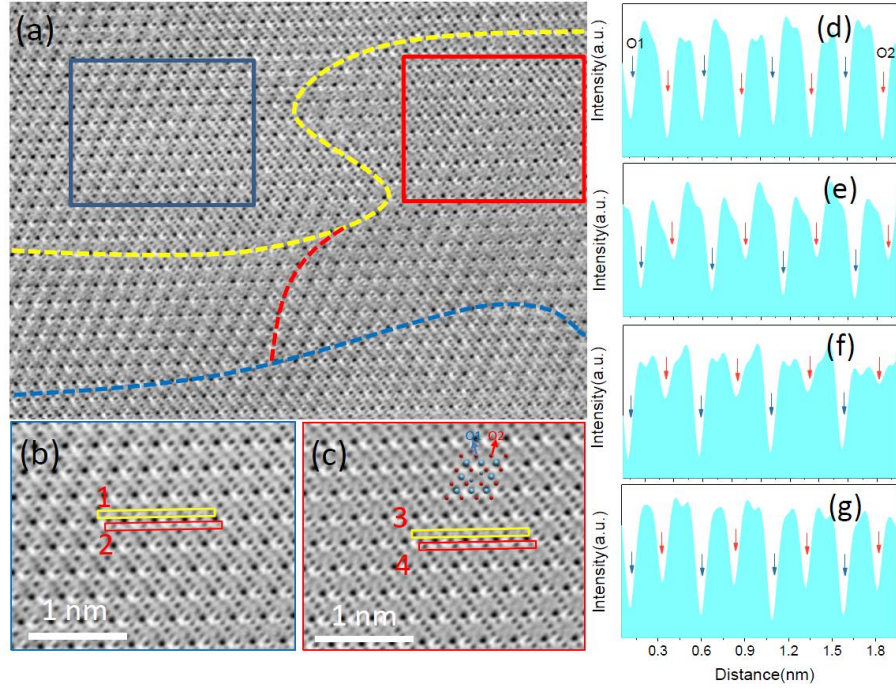 (a)
(b)
1
2
1 nm
(c)
O1 O2
3
4
1 nm
(d)
O1
O2
Intensity(a.u.)
(e)
Intensity(a.u.)
(f)
Intensity(a.u.)
(g)
Intensity(a.u.)
0.3 0.6 0.9 1.2 1.5 1.8
Distance(nm)